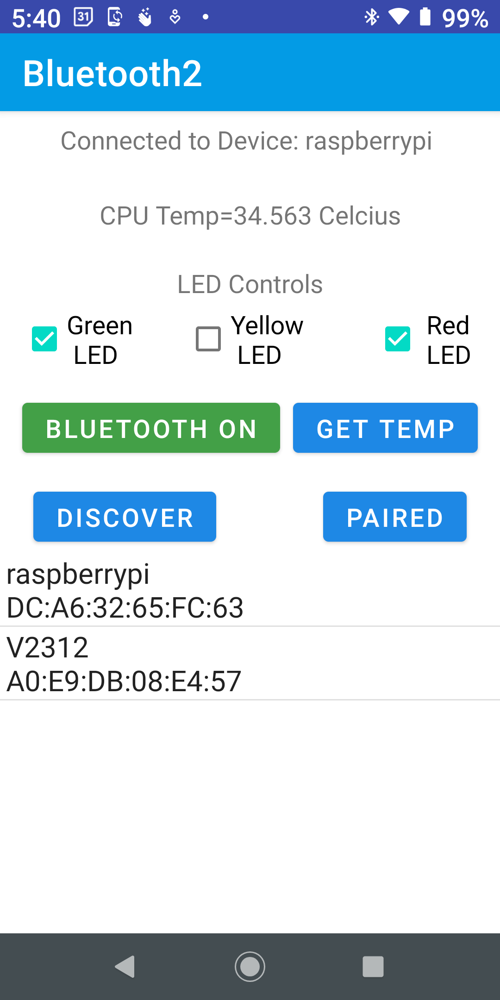 5:40 31 99%
Bluetooth2
Connected to Device: raspberrypi
CPU Temp=34.563 Celcius
LED Controls
Green Yellow Red
LED LED LED
BLUETOOTH ON GET TEMP
DISCOVER PAIRED
raspberrypi
DC:A6:32:65:FC:63
V2312
A0:E9:DB:08:E4:57